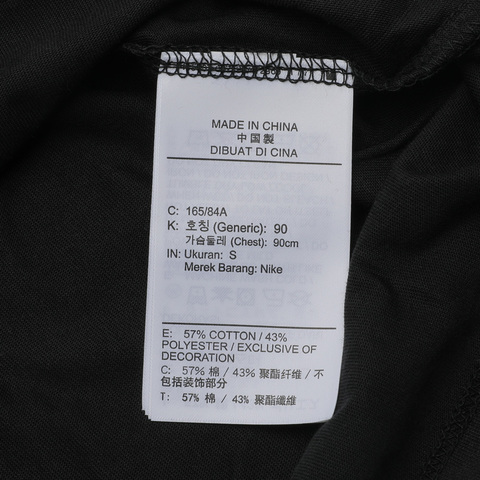 MADE IN CHINA
中国製
DIBUAT DI CINA
C: 165/84A
K: 호칭 (Generic): 90
가슴둘레 (Chest): 90cm
IN: Ukuran: S
Merek Barang: Nike
E: 57% COTTON / 43%
POLYESTER / EXCLUSIVE OF
DECORATION
C: 57% 棉 / 43% 聚酯纤维 / 不
包括装饰部分
T: 57% 棉 / 43% 聚酯纖維